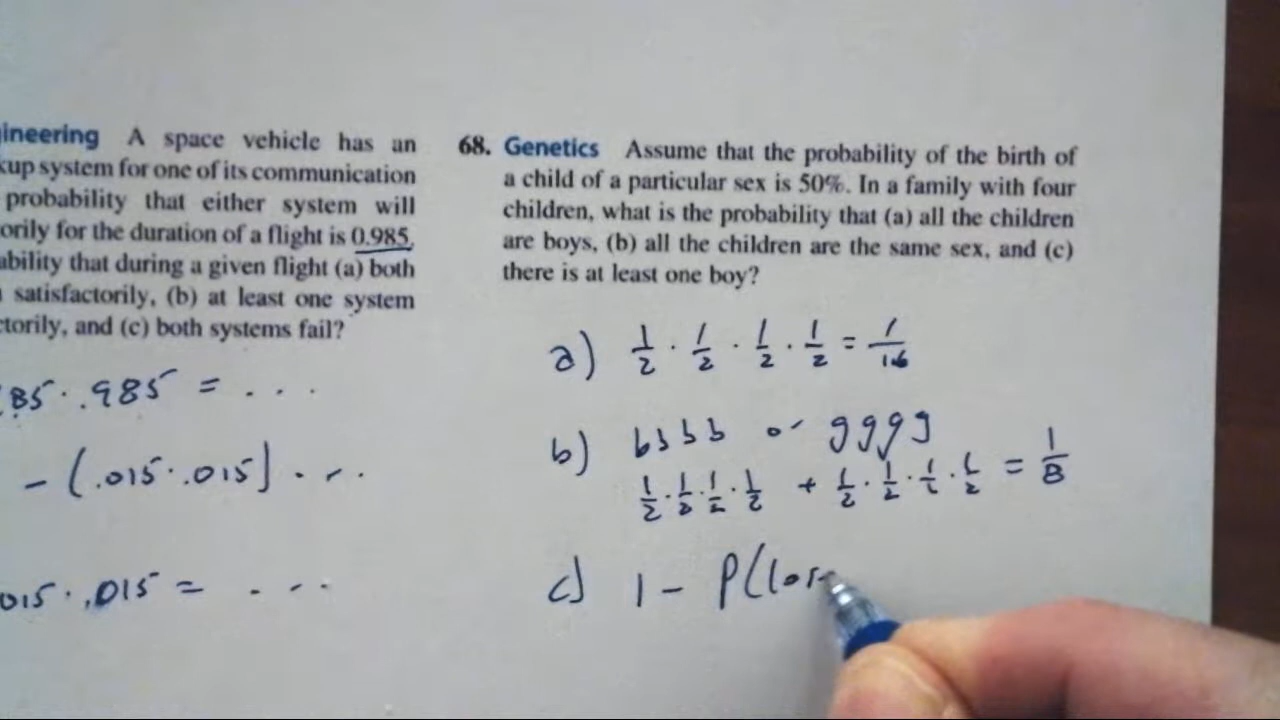 ineering A space vehicle has an
kup system for one of its communication
probability that either system will
orily for the duration of a flight is 0.985,
ability that during a given flight (a) both
satisfactorily, (b) at least one system
ctorily, and (c) both systems fail?
85 · .985 = ...
- (.015 · .015) ...
015 · .015 = ...
68. Genetics Assume that the probability of the birth of
a child of a particular sex is 50%. In a family with four
children, what is the probability that (a) all the children
are boys, (b) all the children are the same sex, and (c)
there is at least one boy?
a) 1/2 · 1/2 · 1/2 · 1/2 = 1/16
b) bbbb or gggg
1/2 · 1/2 · 1/2 · 1/2 + 1/2 · 1/2 · 1/2 · 1/2 = 1/8
c) 1 - P(